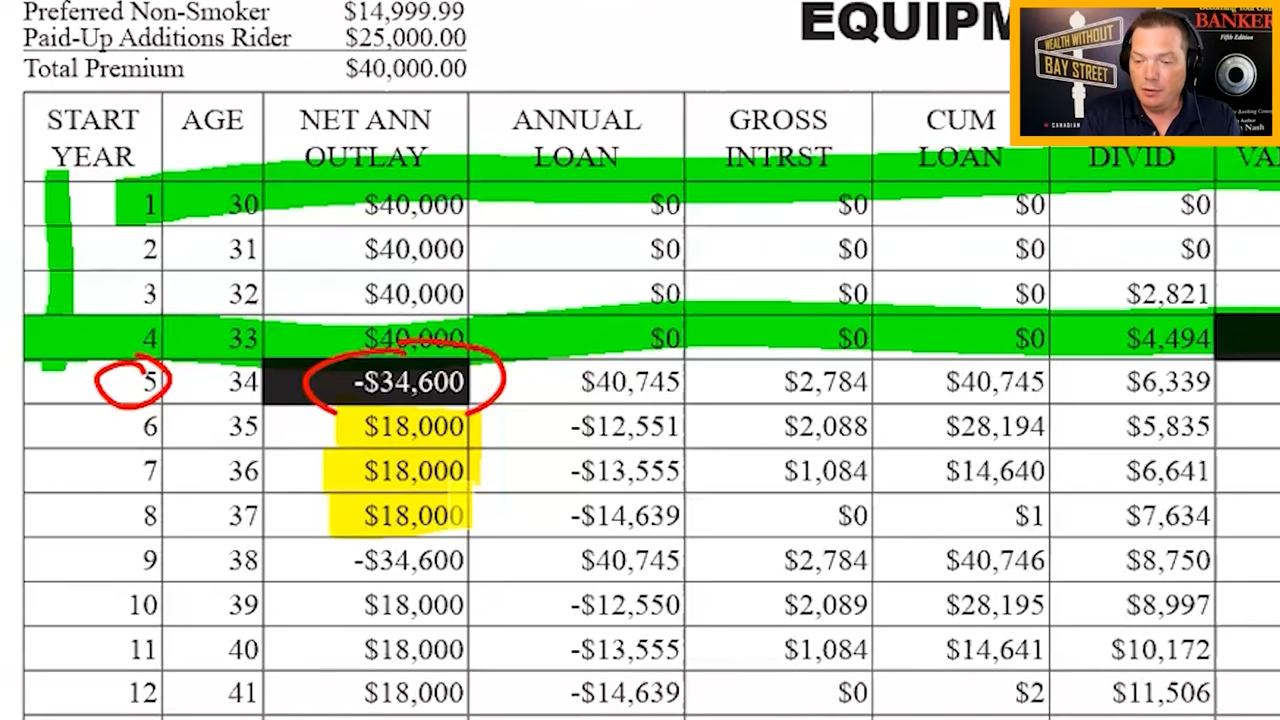 Preferred Non-Smoker $14,999.99
Paid-Up Additions Rider $25,000.00
Total Premium $40,000.00
WEALTH WITHOUT
BAY STREET
CANADIAN
BANKER
Fifth Edition
Nash
START YEAR AGE NET ANN OUTLAY ANNUAL LOAN GROSS INTRST CUM LOAN DIVID
1 30 $40,000 $0 $0 $0 $0
2 31 $40,000 $0 $0 $0 $0
3 32 $40,000 $0 $0 $0 $2,821
4 33 $40,000 $0 $0 $0 $4,494
5 34 -$34,600 $40,745 $2,784 $40,745 $6,339
6 35 $18,000 -$12,551 $2,088 $28,194 $5,835
7 36 $18,000 -$13,555 $1,084 $14,640 $6,641
8 37 $18,000 -$14,639 $0 $1 $7,634
9 38 -$34,600 $40,745 $2,784 $40,746 $8,750
10 39 $18,000 -$12,550 $2,089 $28,195 $8,997
11 40 $18,000 -$13,555 $1,084 $14,641 $10,172
12 41 $18,000 -$14,639 $0 $2 $11,506